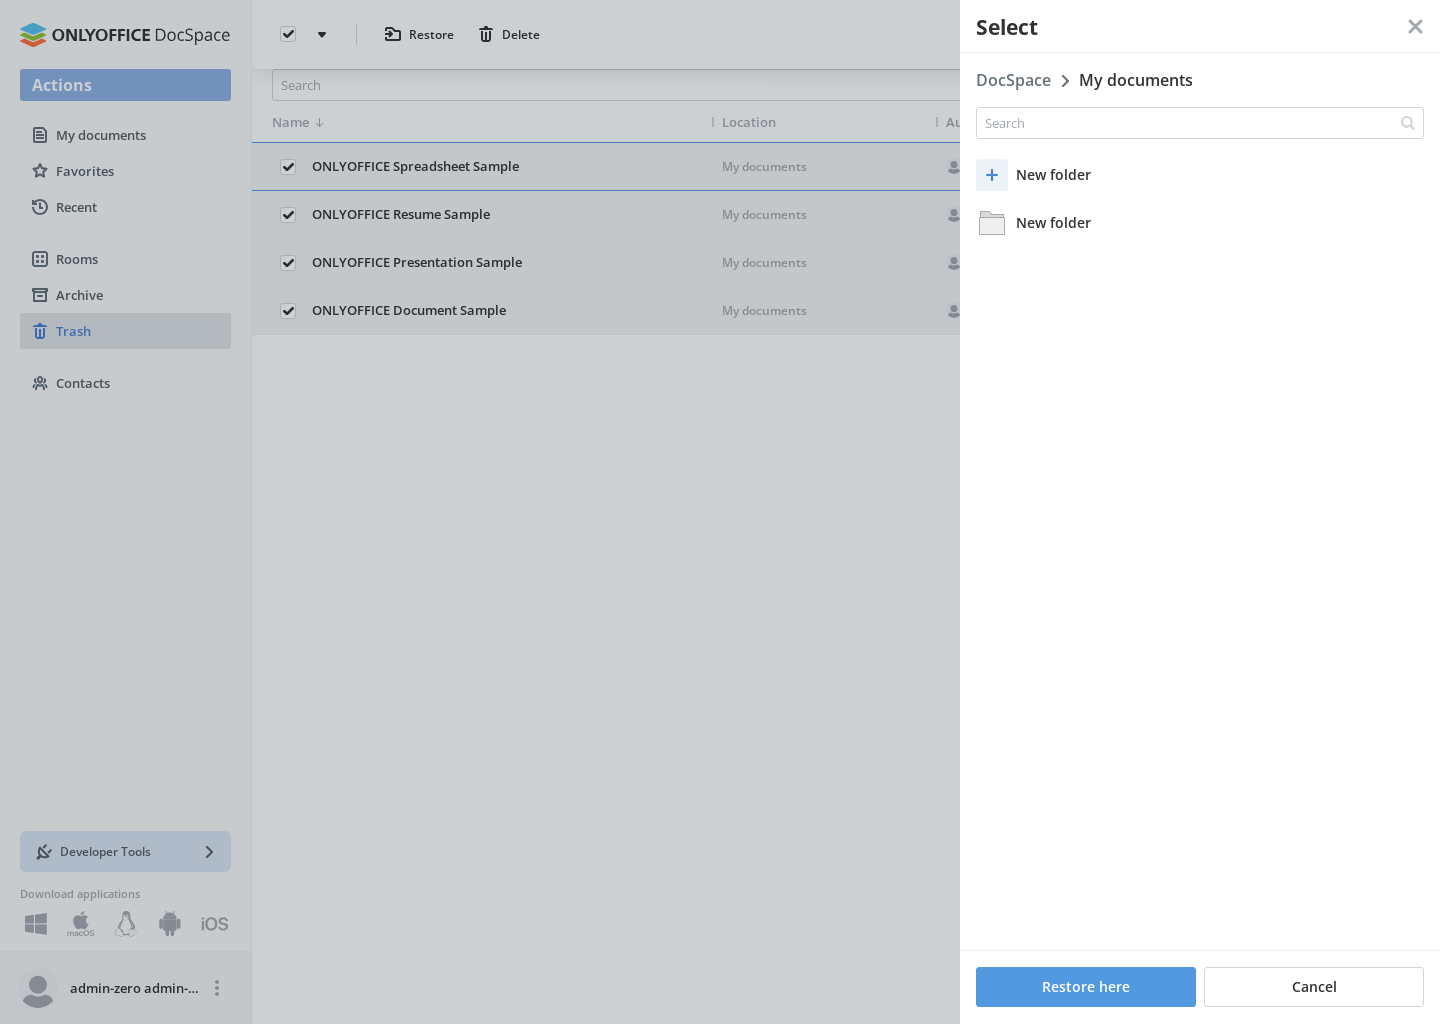 ONLYOFFICE DocSpace
Actions
My documents
Favorites
Recent
Rooms
Archive
Trash
Contacts
Developer Tools
Download applications
macOS
iOS
admin-zero admin-...
Restore
Delete
Search
Name
Location
Au
ONLYOFFICE Spreadsheet Sample
My documents
ONLYOFFICE Resume Sample
My documents
ONLYOFFICE Presentation Sample
My documents
ONLYOFFICE Document Sample
My documents
Select
DocSpace
My documents
Search
New folder
New folder
Restore here
Cancel